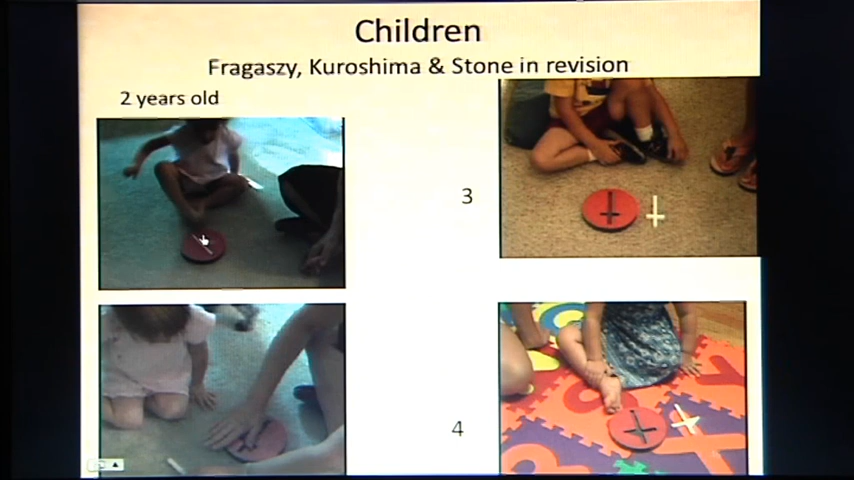 Children
Fragaszy, Kuroshima & Stone in revision
2 years old
3
4